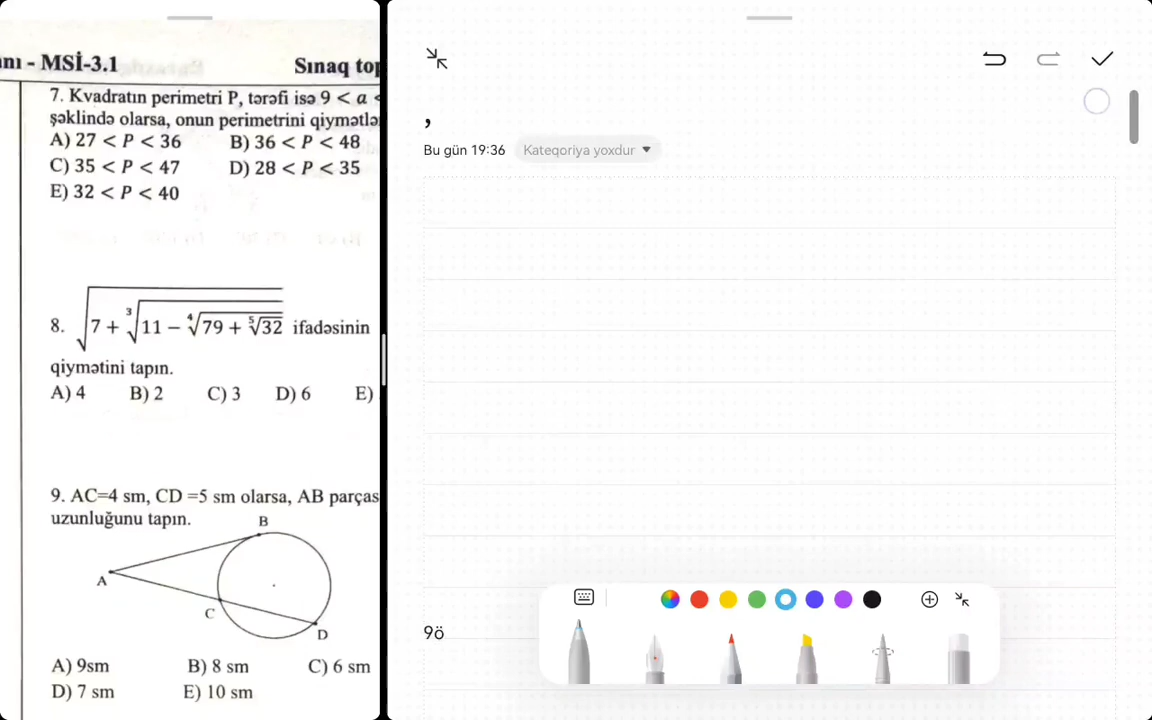 nı - MSİ-3.1
Sınaq top
7. Kvadratın perimetri P, tərəfi isə 9 < a <
şəklində olarsa, onun perimetrini qiymətlə
A) 27 < P < 36 B) 36 < P < 48
C) 35 < P < 47 D) 28 < P < 35
E) 32 < P < 40
8. √(7 + ∛(11 − ∜(79 + ⁵√32))) ifadəsinin
qiymətini tapın.
A) 4 B) 2 C) 3 D) 6 E)
9. AC=4 sm, CD =5 sm olarsa, AB parças
uzunluğunu tapın.
B
A
C
D
A) 9sm B) 8 sm C) 6 sm
D) 7 sm E) 10 sm
,
Bu gün 19:36 Kateqoriya yoxdur
9ö